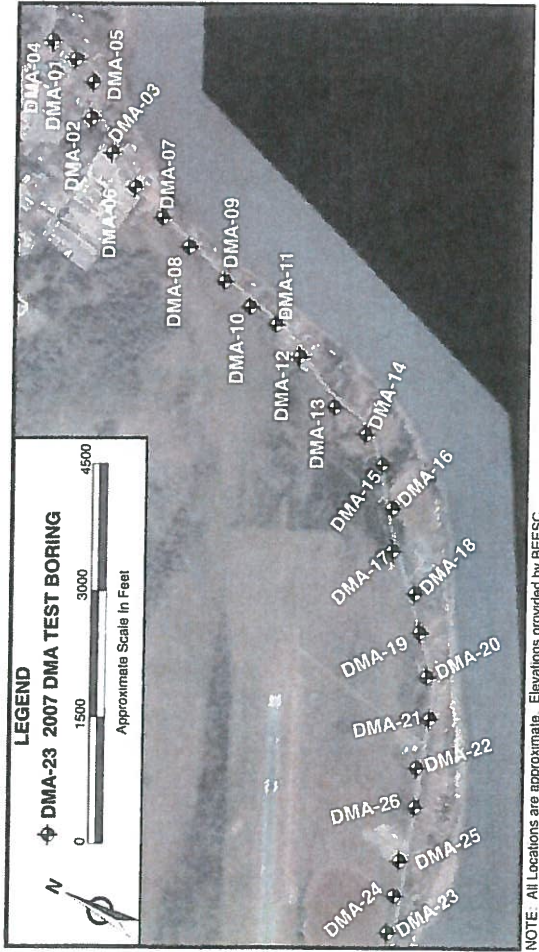 LEGEND
DMA-23 2007 DMA TEST BORING
0 1500 3000 4500
Approximate Scale In Feet
N
DMA-04
DMA-01
DMA-05
DMA-02
DMA-03
DMA-06
DMA-07
DMA-08
DMA-09
DMA-10
DMA-11
DMA-12
DMA-13
DMA-14
DMA-15
DMA-16
DMA-17
DMA-18
DMA-19
DMA-20
DMA-21
DMA-22
DMA-26
DMA-25
DMA-24
DMA-23
NOTE: All Locations are approximate. Elevations provided by BFESC